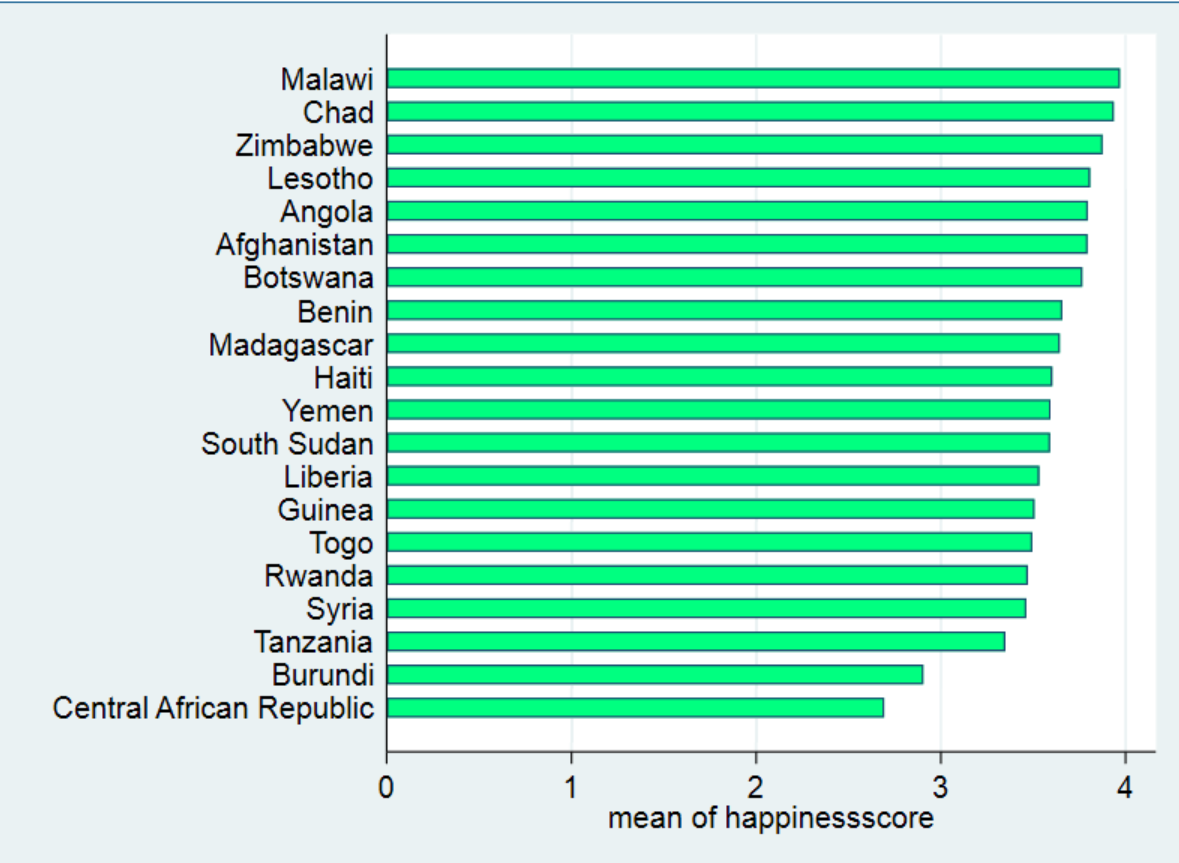 Malawi
Chad
Zimbabwe
Lesotho
Angola
Afghanistan
Botswana
Benin
Madagascar
Haiti
Yemen
South Sudan
Liberia
Guinea
Togo
Rwanda
Syria
Tanzania
Burundi
Central African Republic
0 1 2 3 4
mean of happinessscore